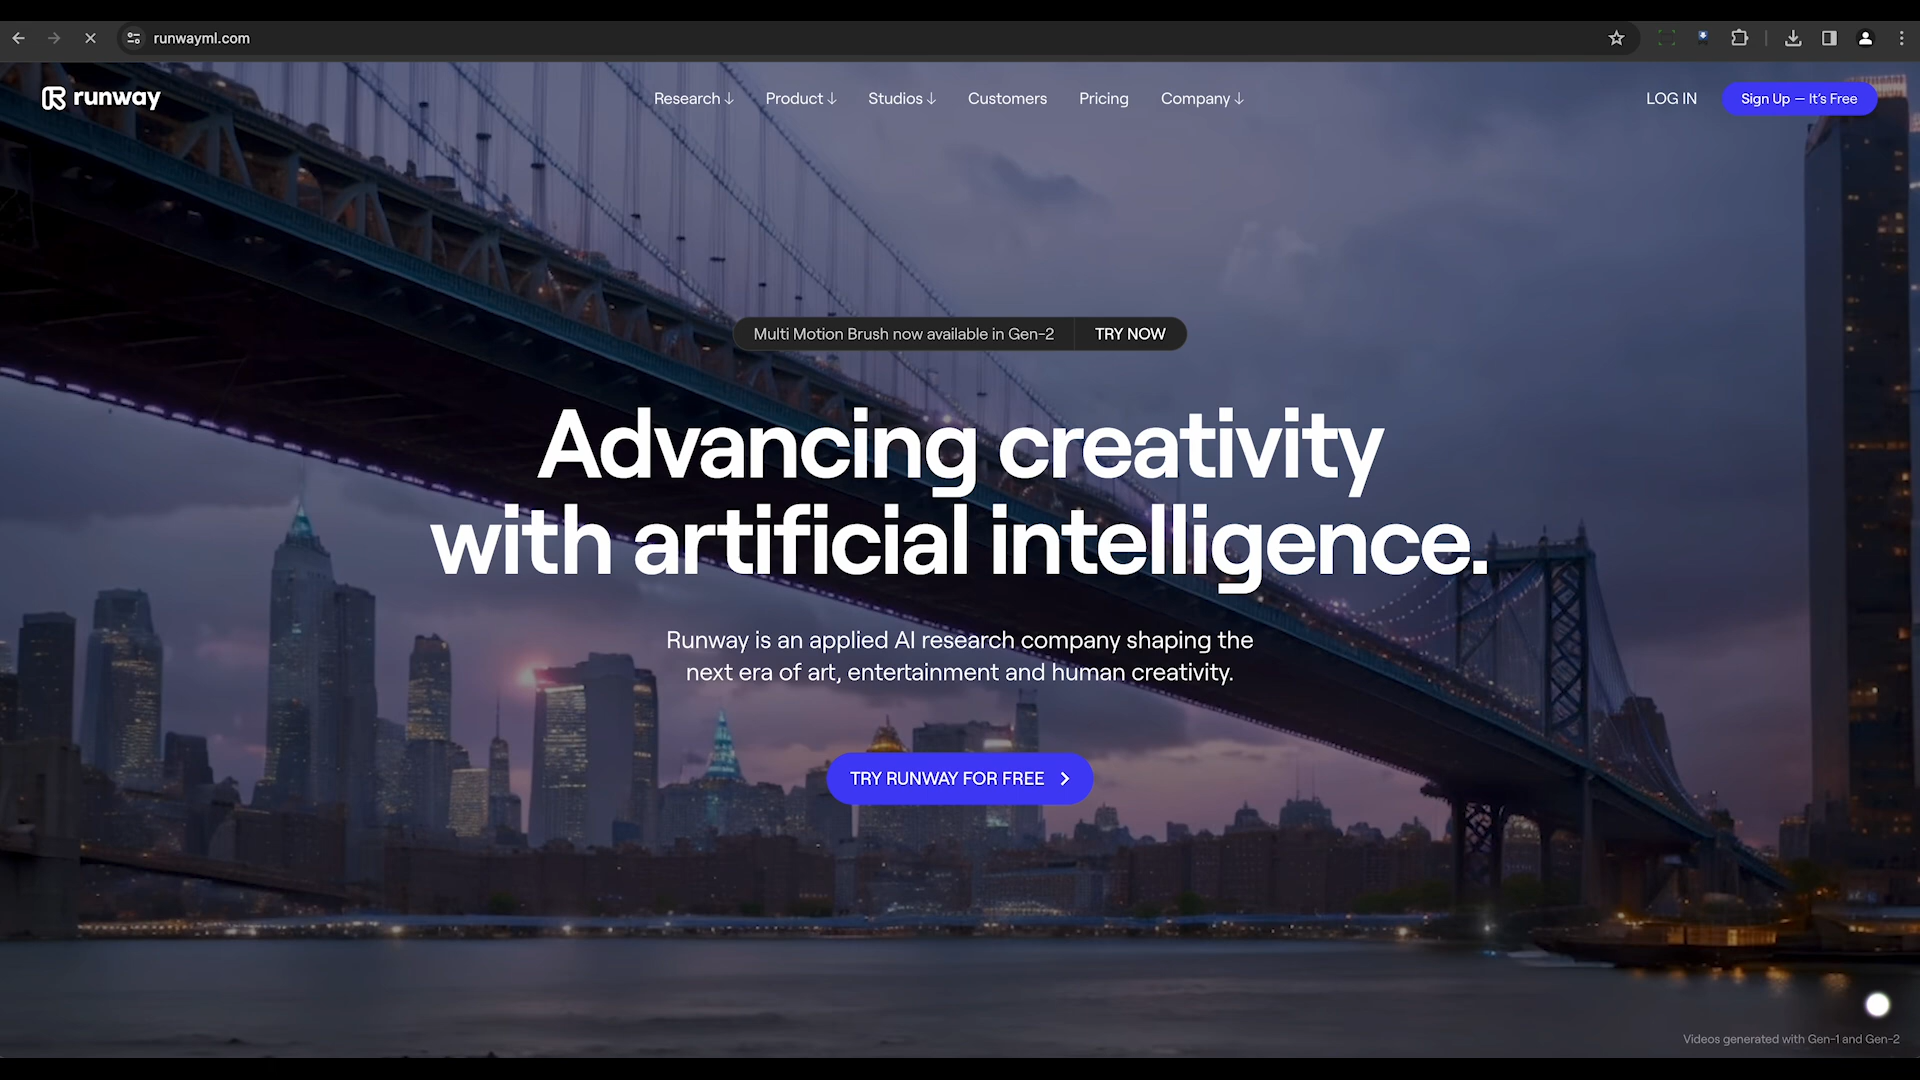 runwayml.com
runway
Research ↓
Product ↓
Studios ↓
Customers
Pricing
Company ↓
LOG IN
Sign Up — It's Free
Multi Motion Brush now available in Gen-2
TRY NOW
Advancing creativity
with artificial intelligence.
Runway is an applied AI research company shaping the
next era of art, entertainment and human creativity.
TRY RUNWAY FOR FREE
Videos generated with Gen-1 and Gen-2